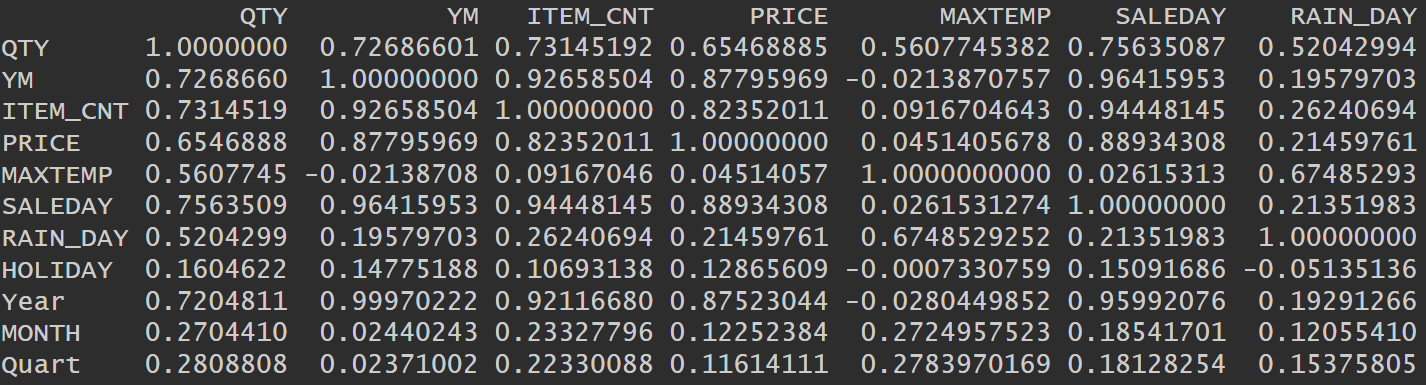 QTY YM ITEM_CNT PRICE MAXTEMP SALEDAY RAIN_DAY
QTY 1.0000000 0.72686601 0.73145192 0.65468885 0.5607745382 0.75635087 0.52042994
YM 0.7268660 1.00000000 0.92658504 0.87795969 -0.0213870757 0.96415953 0.19579703
ITEM_CNT 0.7314519 0.92658504 1.00000000 0.82352011 0.0916704643 0.94448145 0.26240694
PRICE 0.6546888 0.87795969 0.82352011 1.00000000 0.0451405678 0.88934308 0.21459761
MAXTEMP 0.5607745 -0.02138708 0.09167046 0.04514057 1.0000000000 0.02615313 0.67485293
SALEDAY 0.7563509 0.96415953 0.94448145 0.88934308 0.0261531274 1.00000000 0.21351983
RAIN_DAY 0.5204299 0.19579703 0.26240694 0.21459761 0.6748529252 0.21351983 1.00000000
HOLIDAY 0.1604622 0.14775188 0.10693138 0.12865609 -0.0007330759 0.15091686 -0.05135136
Year 0.7204811 0.99970222 0.92116680 0.87523044 -0.0280449852 0.95992076 0.19291266
MONTH 0.2704410 0.02440243 0.23327796 0.12252384 0.2724957523 0.18541701 0.12055410
Quart 0.2808808 0.02371002 0.22330088 0.11614111 0.2783970169 0.18128254 0.15375805